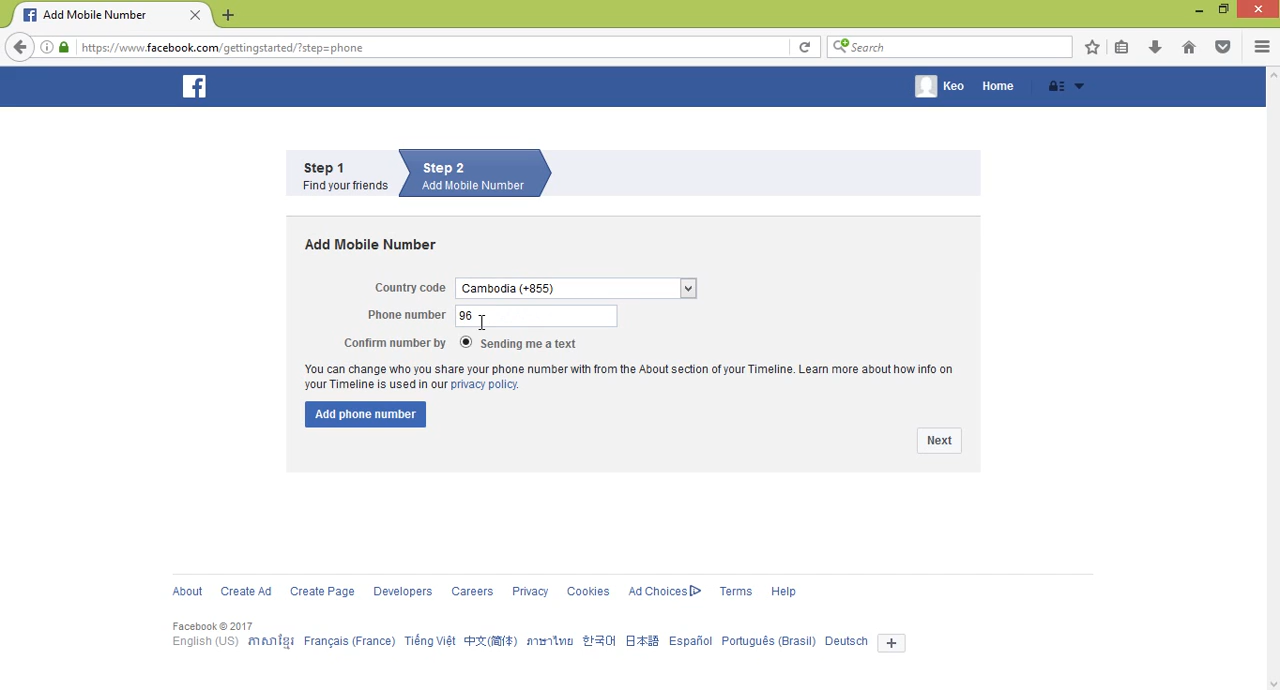 Add Mobile Number
https://www.facebook.com/gettingstarted/?step=phone
Search
Keo Home
Step 1
Find your friends
Step 2
Add Mobile Number
Add Mobile Number
Country code Cambodia (+855)
Phone number 96
Confirm number by Sending me a text
You can change who you share your phone number with from the About section of your Timeline. Learn more about how info on
your Timeline is used in our privacy policy.
Add phone number
Next
About Create Ad Create Page Developers Careers Privacy Cookies Ad Choices Terms Help
Facebook © 2017
English (US) ភាសាខ្មែរ Français (France) Tiếng Việt 中文(简体) ภาษาไทย 한국어 日本語 Español Português (Brasil) Deutsch